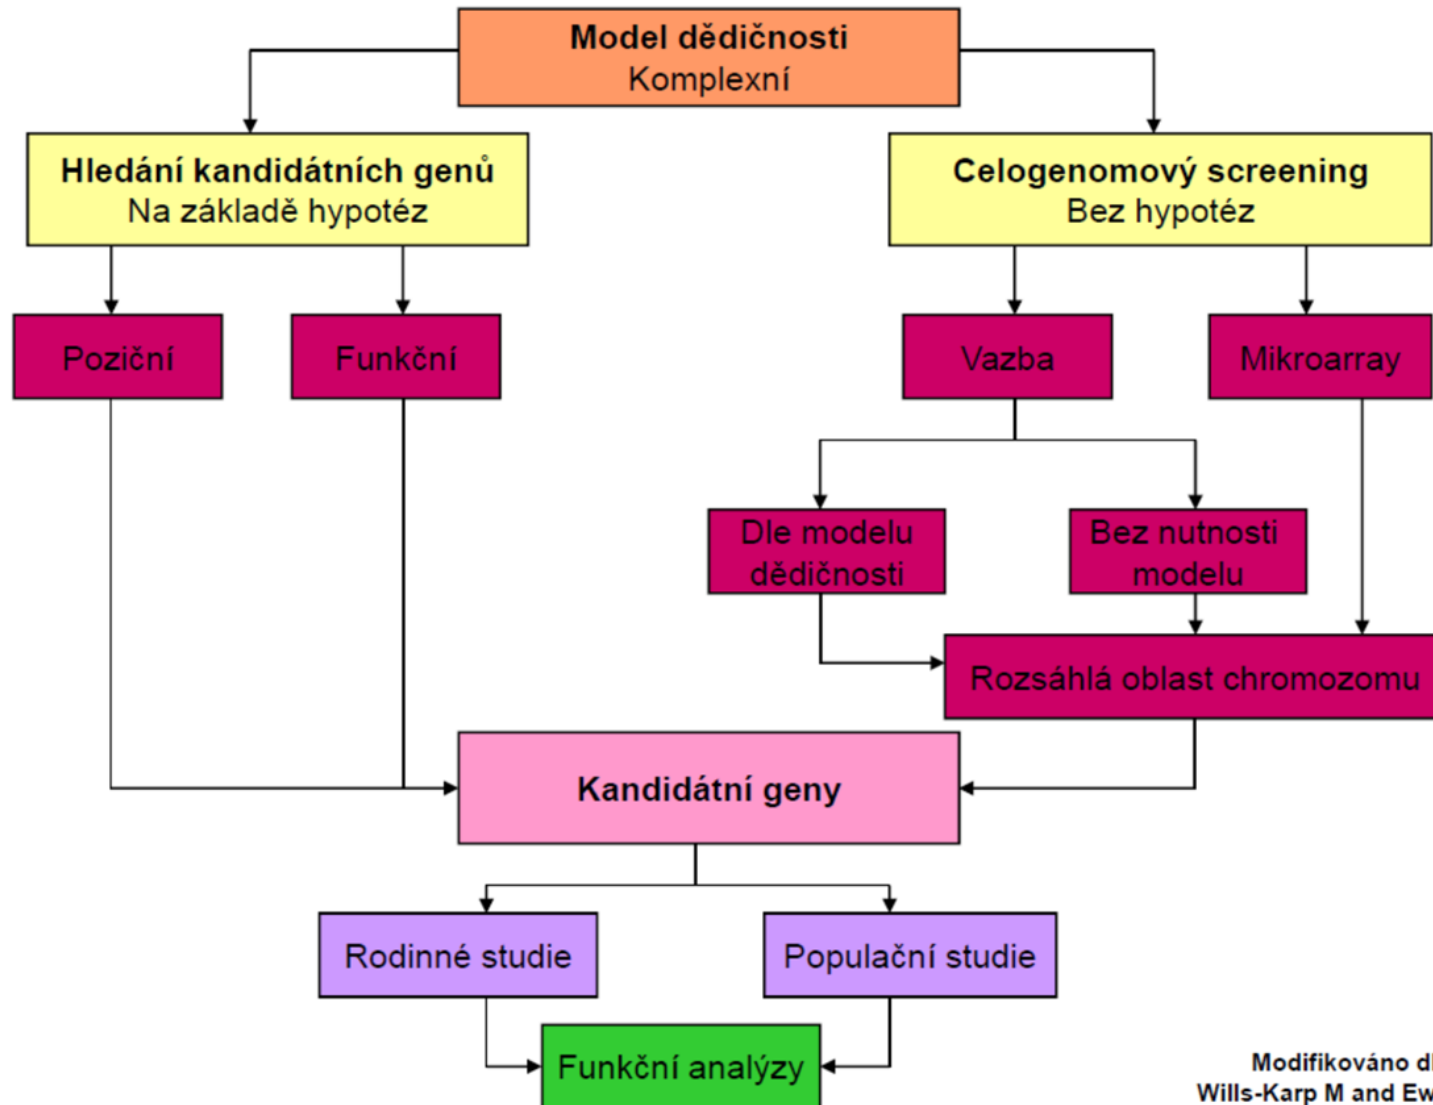 Model dědičnosti
Komplexní
Hledání kandidátních genů
Na základě hypotéz
Celogenomový screening
Bez hypotéz
Poziční
Funkční
Vazba
Mikroarray
Dle modelu
dědičnosti
Bez nutnosti
modelu
Rozsáhlá oblast chromozomu
Kandidátní geny
Rodinné studie
Populační studie
Funkční analýzy
Modifikováno
Wills-Karp M and